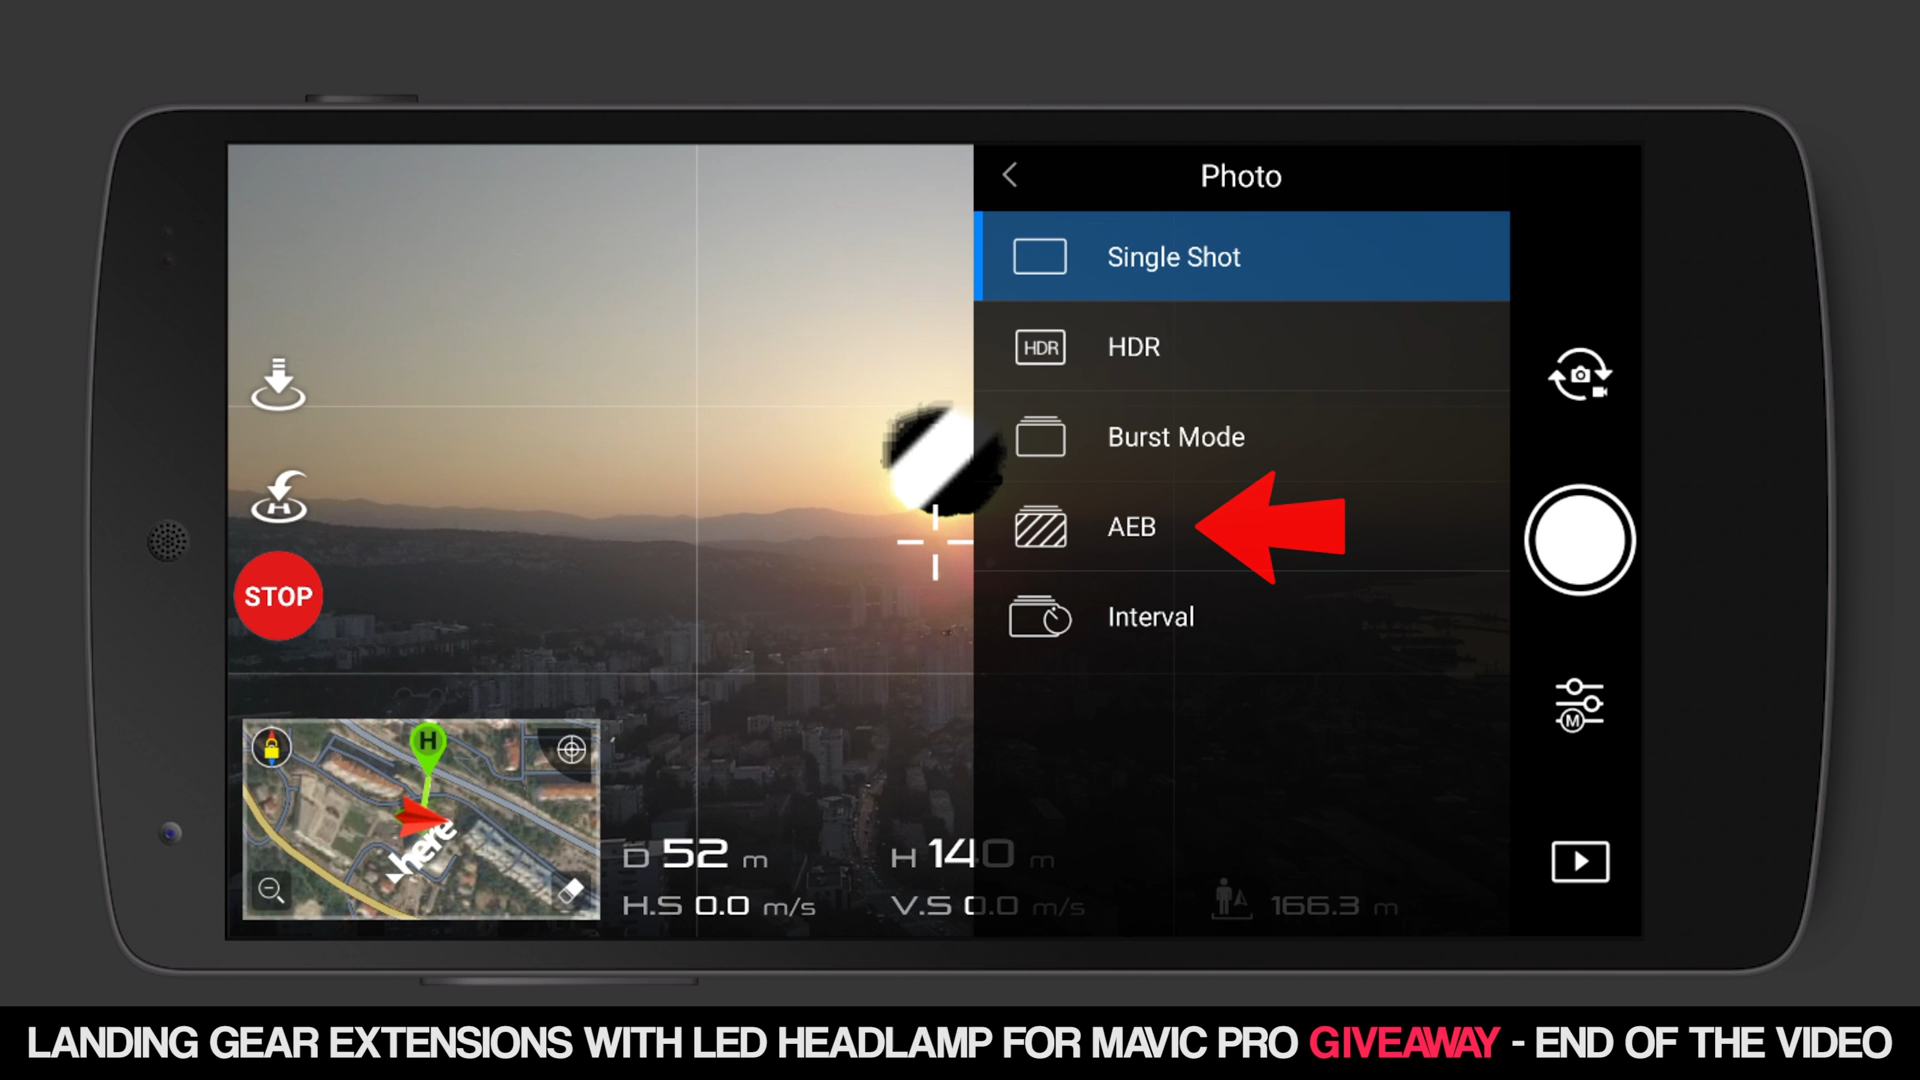 Photo
Single Shot
HDR HDR
Burst Mode
AEB
Interval
STOP
M
H
here
D 52 m H 140 m
H.S 0.0 m/s V.S 0.0 m/s 166.3 m
H
LANDING GEAR EXTENSIONS WITH LED HEADLAMP FOR MAVIC PRO GIVEAWAY - END OF THE VIDEO